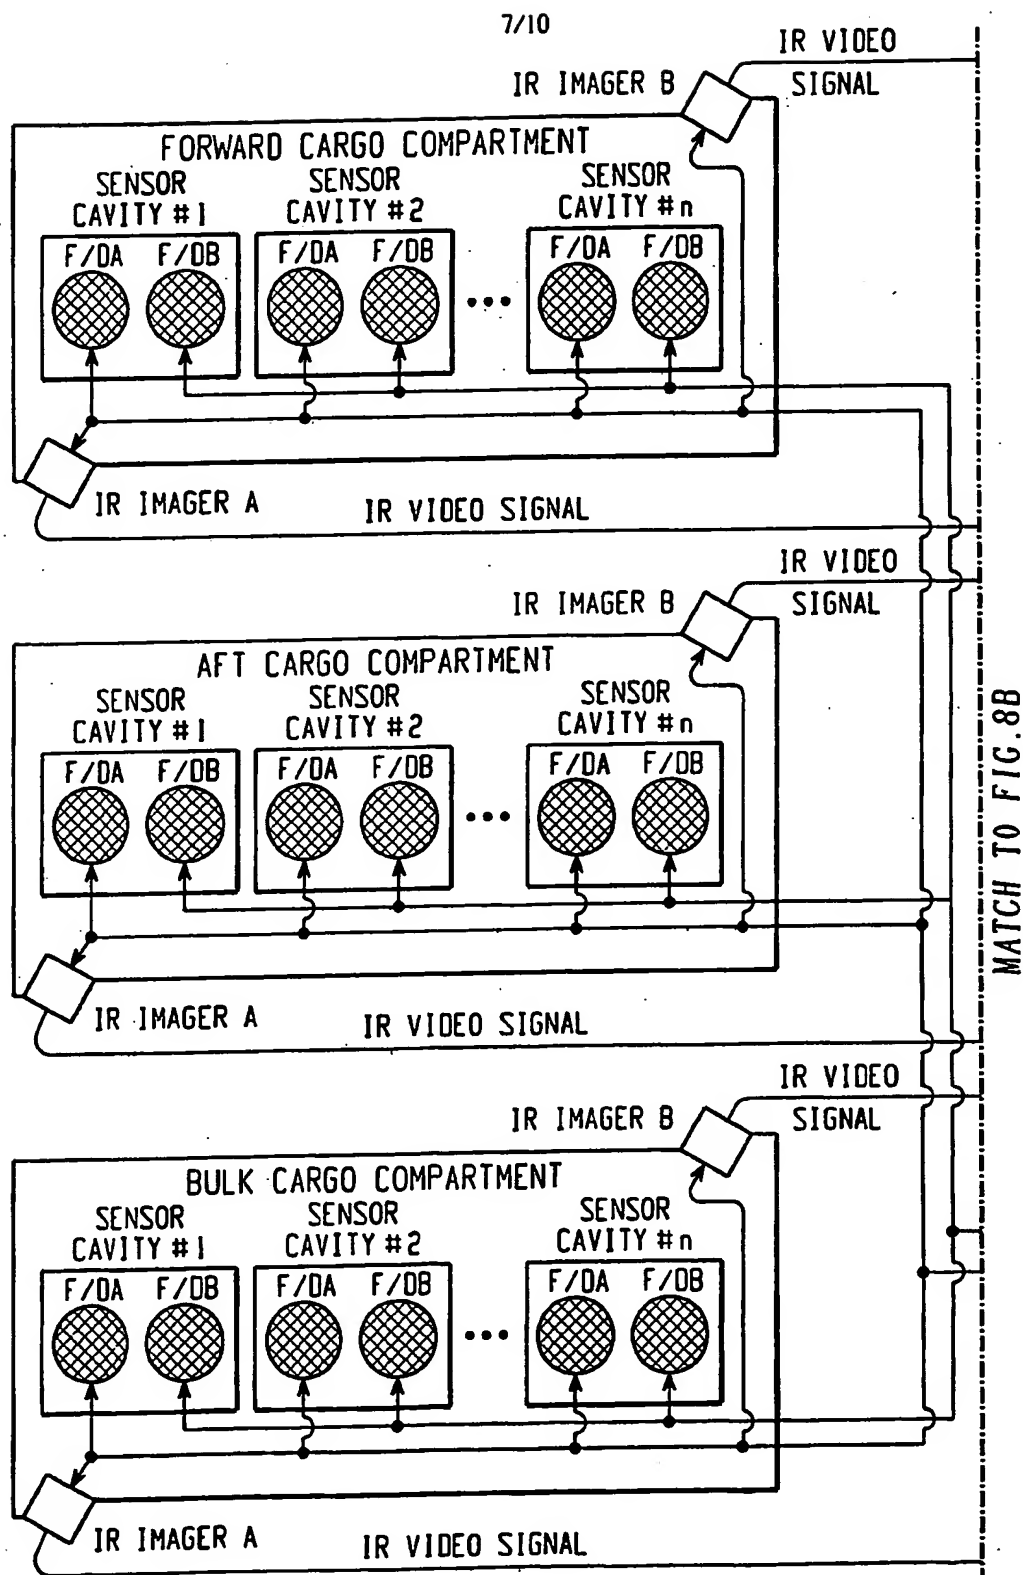 7/10
IR VIDEO
SIGNAL
IR IMAGER B
FORWARD CARGO COMPARTMENT
SENSOR
CAVITY #1
SENSOR
CAVITY #2
SENSOR
CAVITY #n
F/DA F/DB
F/DA F/DB
F/DA F/DB
IR IMAGER A
IR VIDEO SIGNAL
IR VIDEO
SIGNAL
IR IMAGER B
AFT CARGO COMPARTMENT
SENSOR
CAVITY #1
SENSOR
CAVITY #2
SENSOR
CAVITY #n
F/DA F/DB
F/DA F/DB
F/DA F/DB
IR IMAGER A
IR VIDEO SIGNAL
IR VIDEO
SIGNAL
IR IMAGER B
BULK CARGO COMPARTMENT
SENSOR
CAVITY #1
SENSOR
CAVITY #2
SENSOR
CAVITY #n
F/DA F/DB
F/DA F/DB
F/DA F/DB
IR IMAGER A
IR VIDEO SIGNAL
MATCH TO FIG.8B